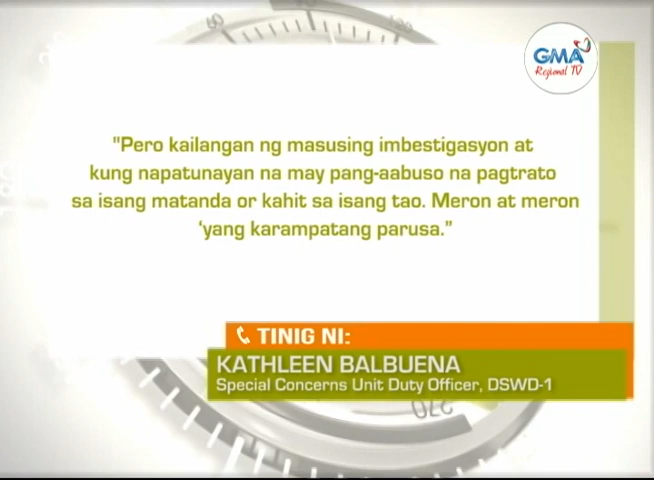 GMA
Regional TV
"Pero kailangan ng masusing imbestigasyon at
kung napatunayan na may pang-aabuso na pagtrato
sa isang matanda or kahit sa isang tao. Meron at meron
‘yang karampatang parusa.”
TINIG NI:
KATHLEEN BALBUENA
Special Concerns Unit Duty Officer, DSWD-1
270